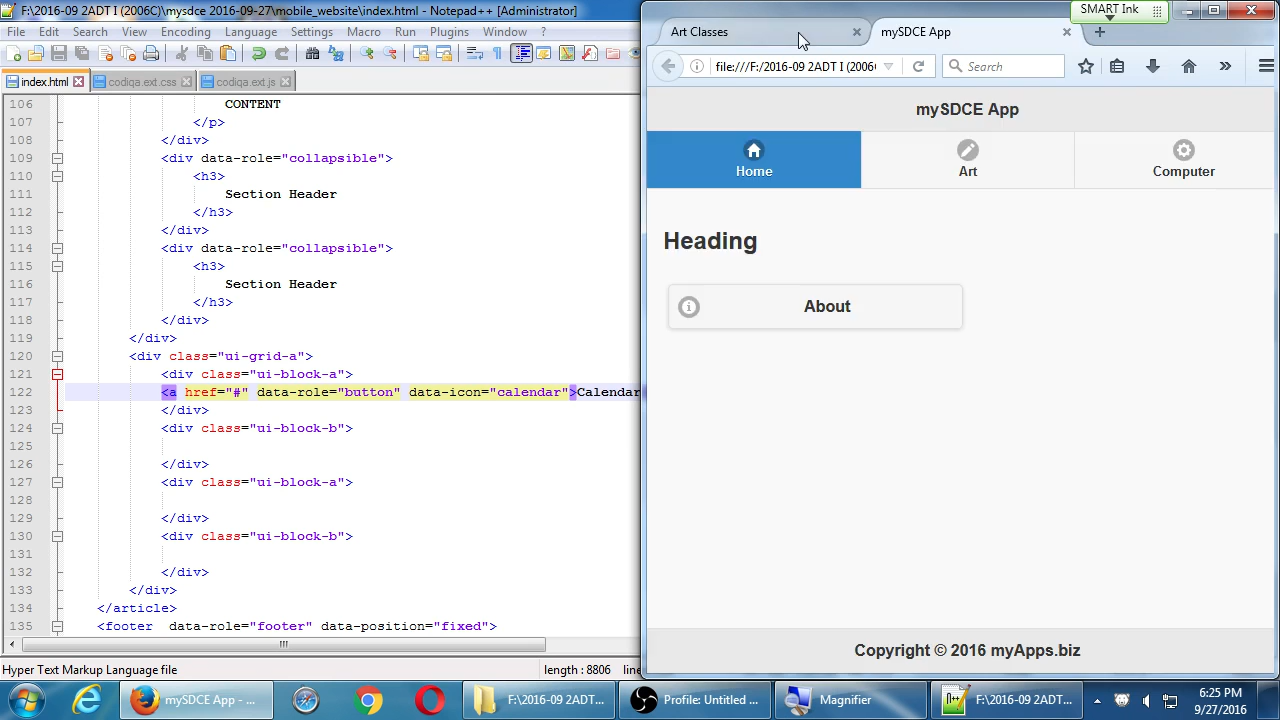 F:\2016-09 2ADT I (2006C)\mysdce 2016-09-27\mobile_website\index.html - Notepad++ [Administrator]
File Edit Search View Encoding Language Settings Macro Run Plugins Window ?
index.html codiqa.ext.css codiqa.ext.js
106 CONTENT
107 </p>
108 </div>
109 <div data-role="collapsible">
110 <h3>
111 Section Header
112 </h3>
113 </div>
114 <div data-role="collapsible">
115 <h3>
116 Section Header
117 </h3>
118 </div>
119 </div>
120 <div class="ui-grid-a">
121 <div class="ui-block-a">
122 <a href="#" data-role="button" data-icon="calendar">Calendar
123 </div>
124 <div class="ui-block-b">
125
126 </div>
127 <div class="ui-block-a">
128
129 </div>
130 <div class="ui-block-b">
131
132 </div>
133 </div>
134 </article>
135 <footer  data-role="footer" data-position="fixed">
Hyper Text Markup Language file length : 8806 line
SMART Ink
Art Classes mySDCE App
file:///F:/2016-09 2ADT I (2006 Search
mySDCE App
Home Art Computer
Heading
About
Copyright © 2016 myApps.biz
mySDCE App - ... F:\2016-09 2ADT... Profile: Untitled ... Magnifier F:\2016-09 2ADT...
6:25 PM
9/27/2016